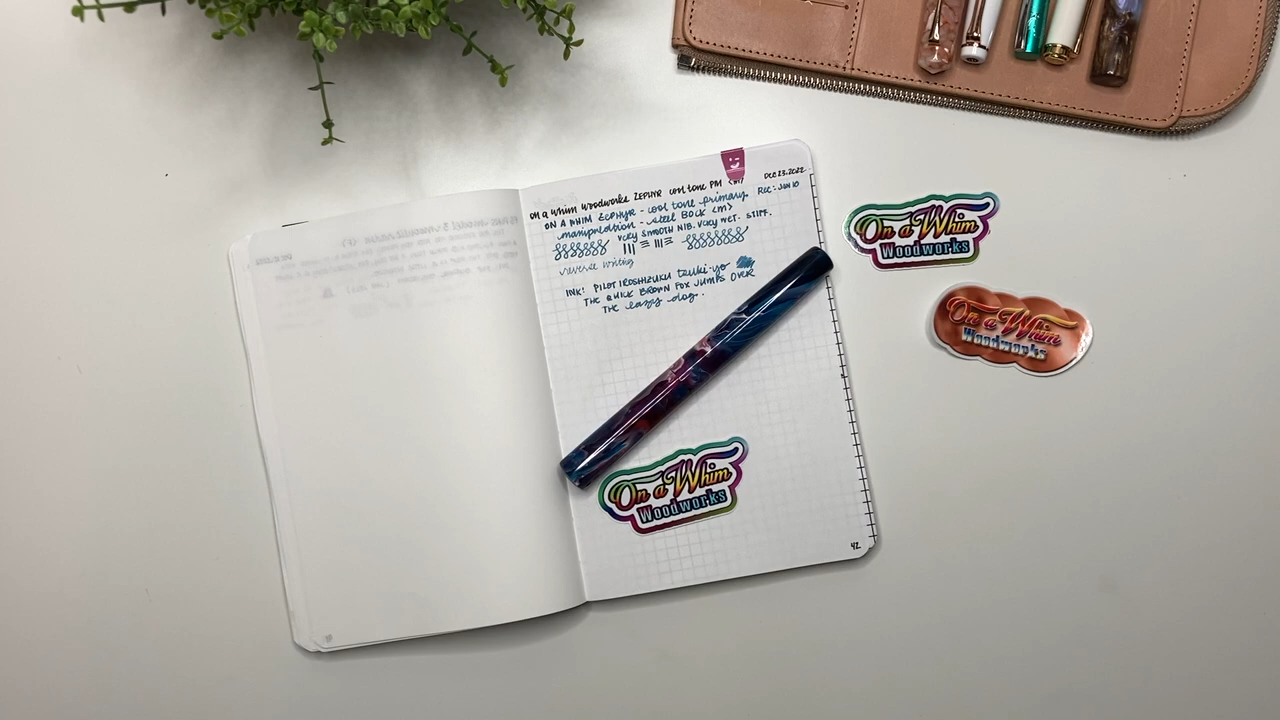 on a whim woodworks ZEPHYR cool tone PM <m>
DEC 23.2022
ON A WHIM ZEPHYR - cool tone primary
REC: JAN 10
manipulation - steel BOCK <m>
VERY SMOOTH NIB. VERY WET. STIFF.
reverse writing
INK: PILOT IROSHIZUKU tsuki-yo
THE QUICK BROWN FOX JUMPS OVER
THE lazy dog.
On a Whim
Woodworks
On a Whim
Woodworks
On a Whim
Woodworks
42